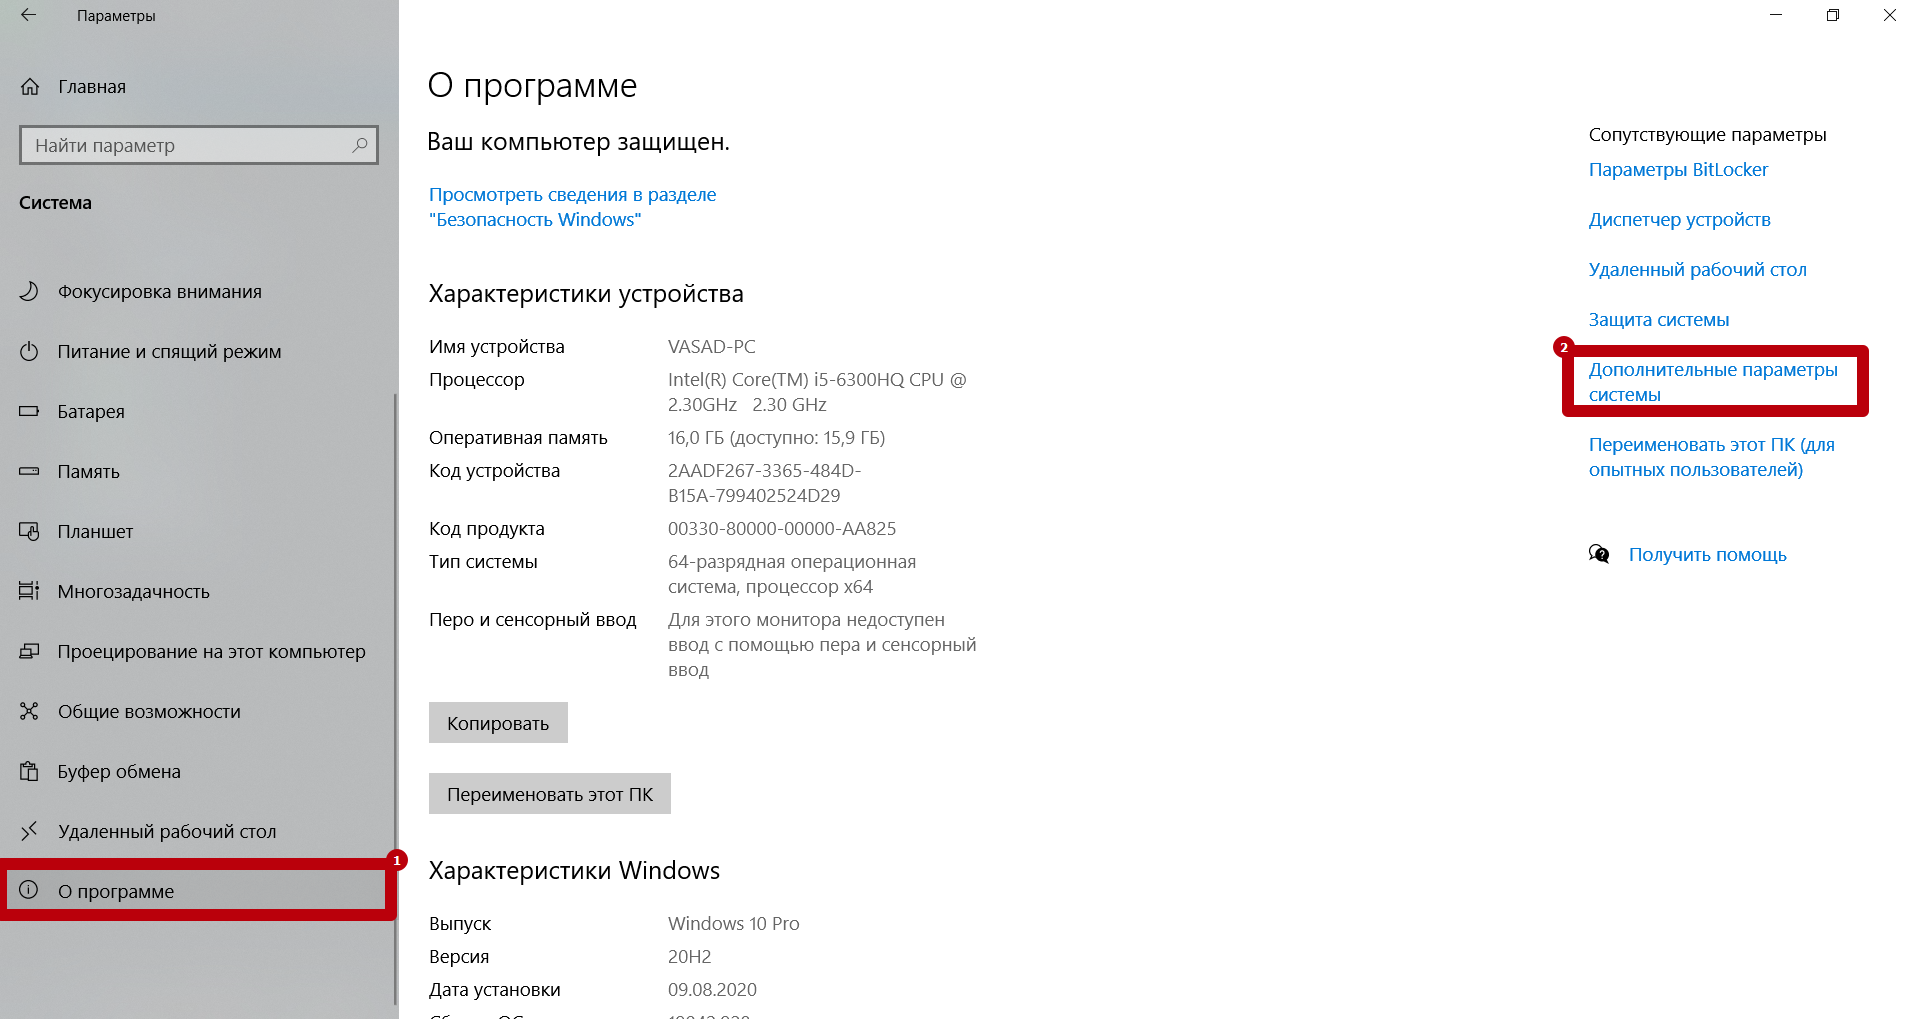 Параметры
Главная
Найти параметр
Система
Фокусировка внимания
Питание и спящий режим
Батарея
Память
Планшет
Многозадачность
Проецирование на этот компьютер
Общие возможности
Буфер обмена
Удаленный рабочий стол
1
О программе
О программе
Ваш компьютер защищен.
Просмотреть сведения в разделе
"Безопасность Windows"
Характеристики устройства
Имя устройства VASAD-PC
Процессор Intel(R) Core(TM) i5-6300HQ CPU @
2.30GHz 2.30 GHz
Оперативная память 16,0 ГБ (доступно: 15,9 ГБ)
Код устройства 2AADF267-3365-484D-
B15A-799402524D29
Код продукта 00330-80000-00000-AA825
Тип системы 64-разрядная операционная
система, процессор x64
Перо и сенсорный ввод Для этого монитора недоступен
ввод с помощью пера и сенсорный
ввод
Копировать
Переименовать этот ПК
Характеристики Windows
Выпуск Windows 10 Pro
Версия 20H2
Дата установки 09.08.2020
Сопутствующие параметры
Параметры BitLocker
Диспетчер устройств
Удаленный рабочий стол
Защита системы
2
Дополнительные параметры
системы
Переименовать этот ПК (для
опытных пользователей)
Получить помощь